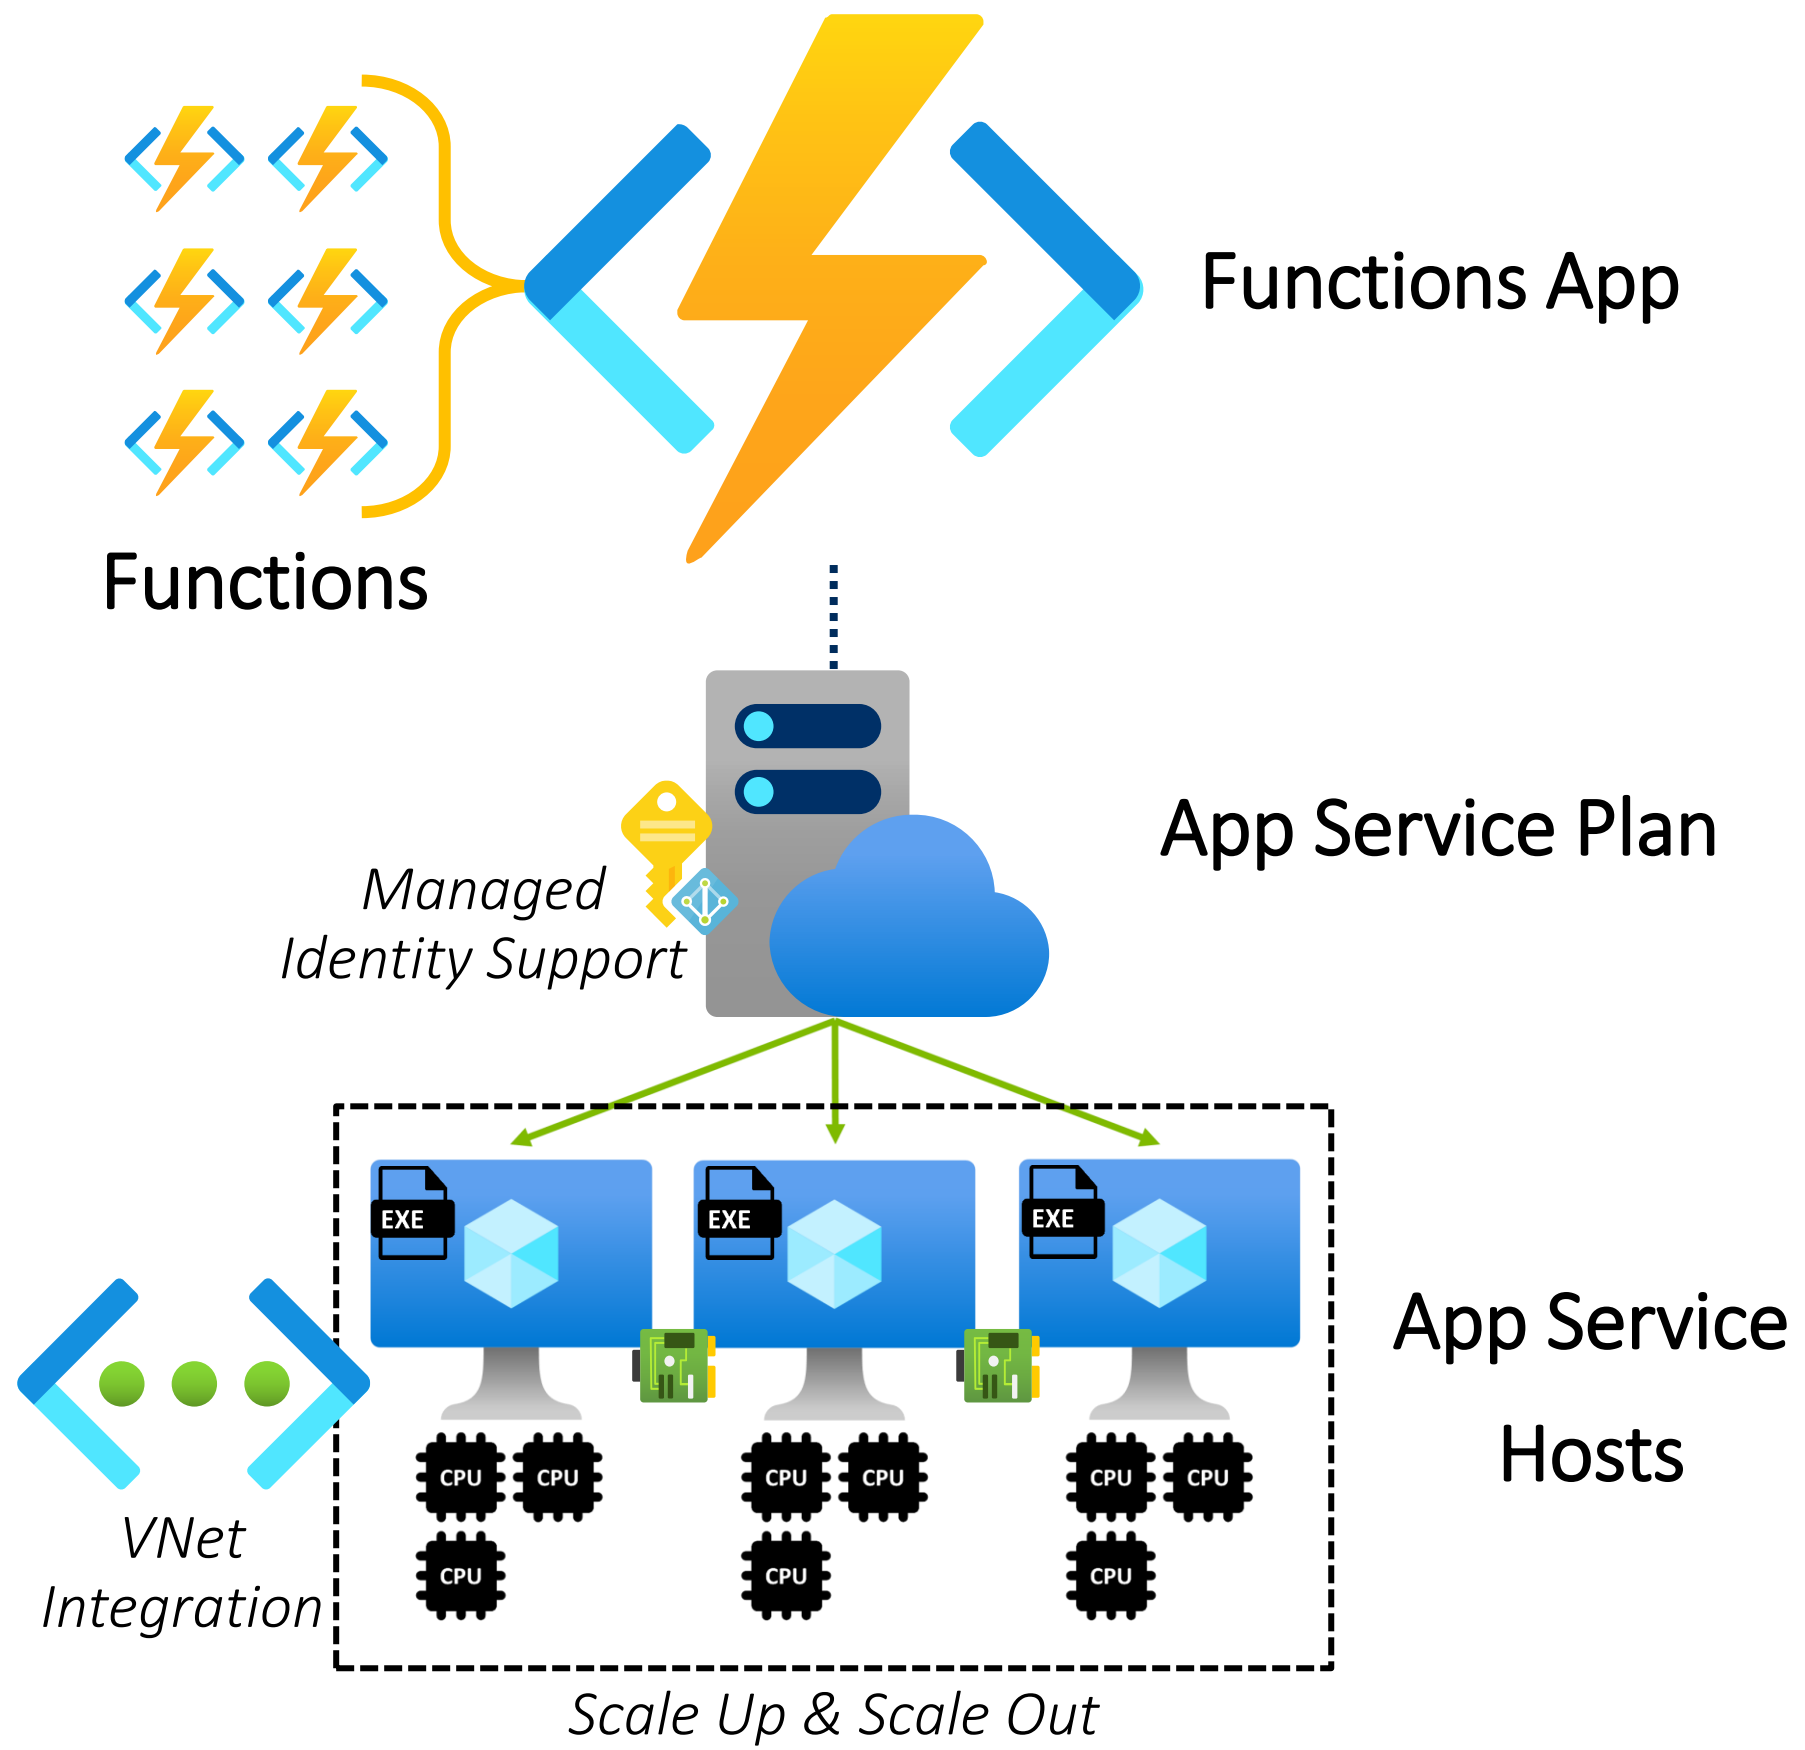 Functions App
Functions
App Service Plan
Managed
Identity Support
EXE
EXE
EXE
App Service
Hosts
CPU
CPU
CPU
CPU
CPU
CPU
CPU
CPU
CPU
VNet
Integration
Scale Up & Scale Out